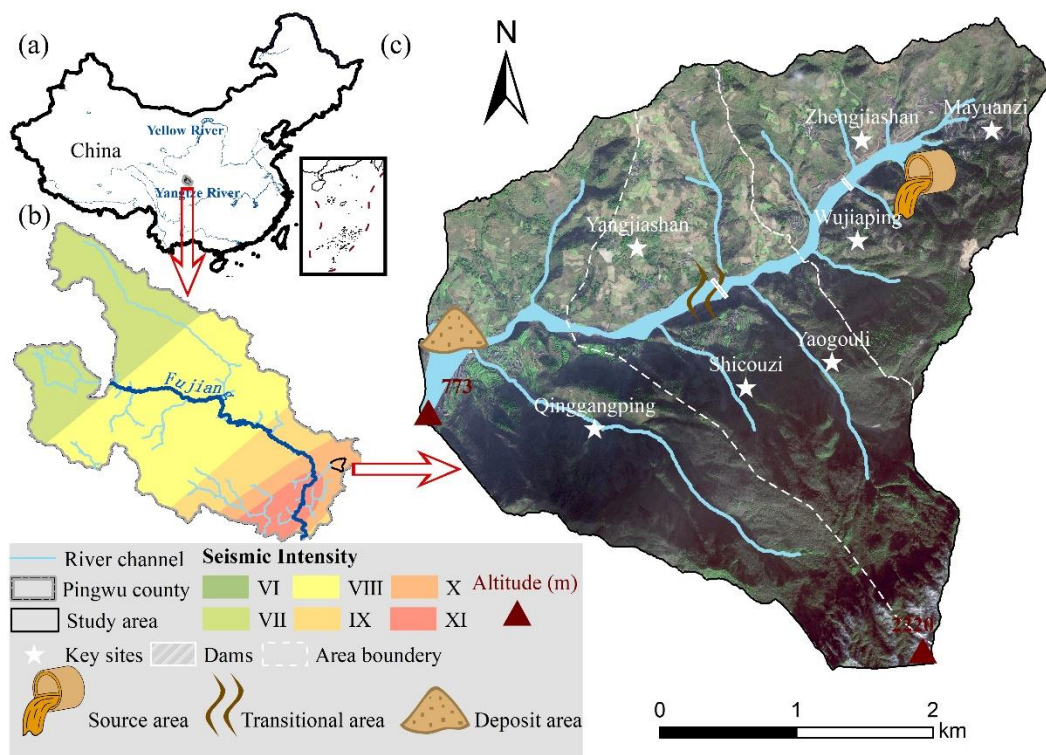 (a)
Yellow River
China
Yangtze River
(b)
Fujiang
(c)
N
Zhengjiashan
Mayuanzi
Wujiaping
Yangjiashan
Yaogouli
Shicouzi
773
Qinggangping
2220
River channel
Seismic Intensity
Pingwu county
VI
VIII
X
Altitude (m)
Study area
VII
IX
XI
Key sites
Dams
Area boundery
Source area
Transitional area
Deposit area
0
1
2
km